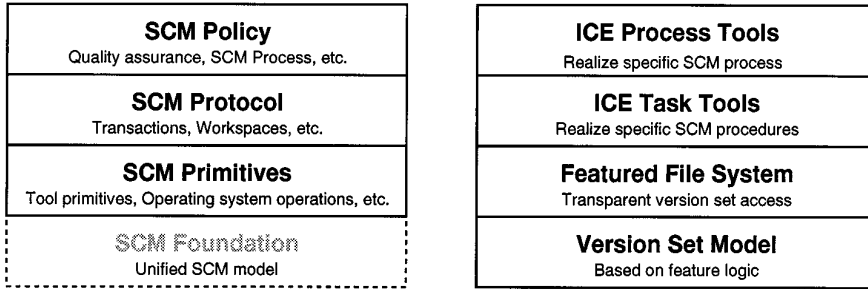 SCM Policy
Quality assurance, SCM Process, etc.
SCM Protocol
Transactions, Workspaces, etc.
SCM Primitives
Tool primitives, Operating system operations, etc.
SCM Foundation
Unified SCM model
ICE Process Tools
Realize specific SCM process
ICE Task Tools
Realize specific SCM procedures
Featured File System
Transparent version set access
Version Set Model
Based on feature logic